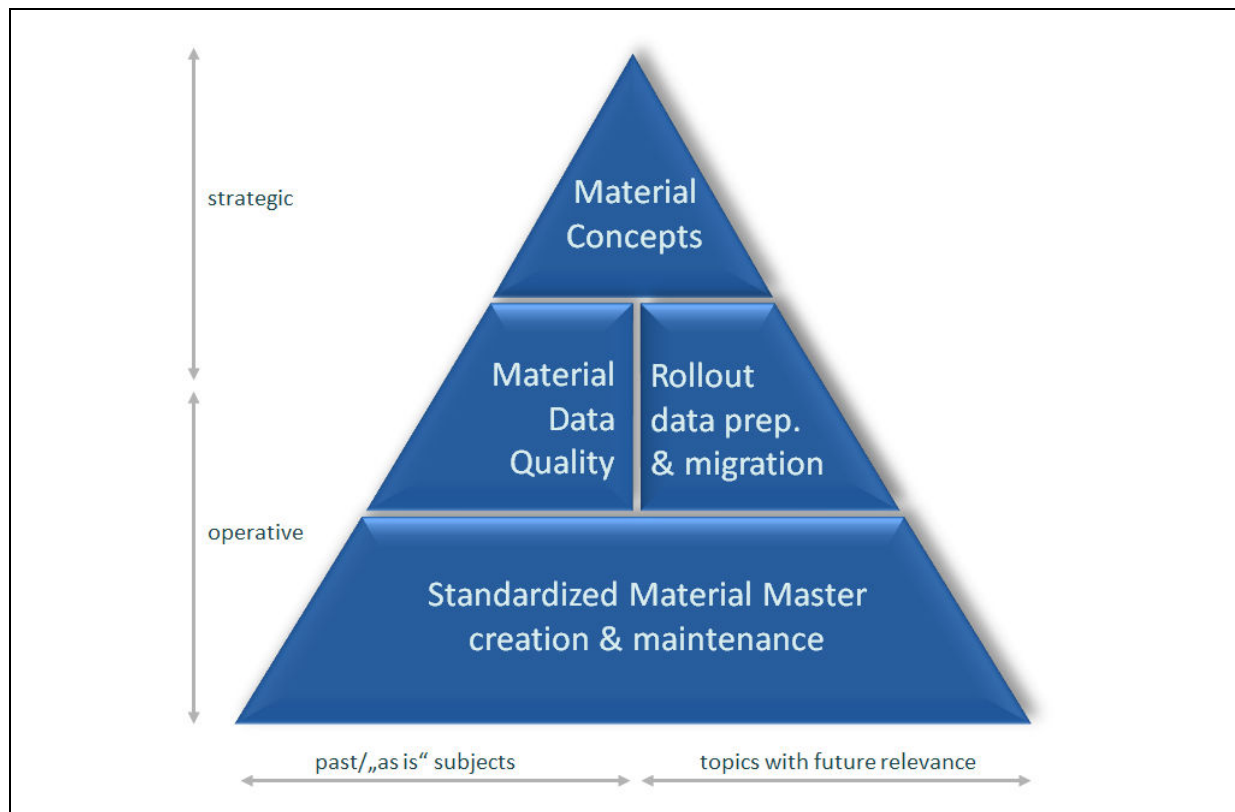 strategic
Material
Concepts
Material
Data
Quality
Rollout
data prep.
& migration
operative
Standardized Material Master
creation & maintenance
past/„as is“ subjects
topics with future relevance